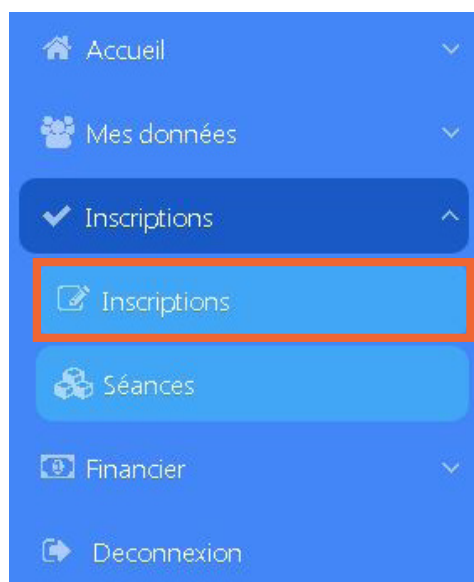 Accueil
Mes données
Inscriptions
Inscriptions
Séances
Financier
Deconnexion